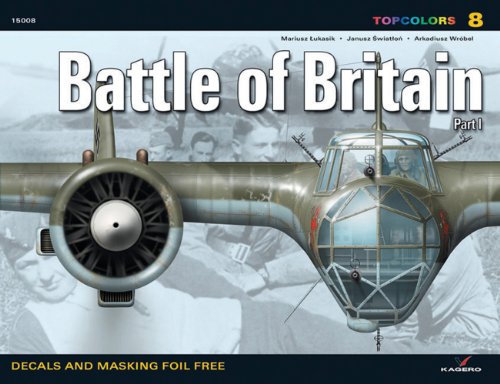 15008
TOPCOLORS 8
Mariusz Łukasik • Janusz Światłoń • Arkadiusz Wróbel
Battle of Britain
Part I
DECALS AND MASKING FOIL FREE
KAGERO